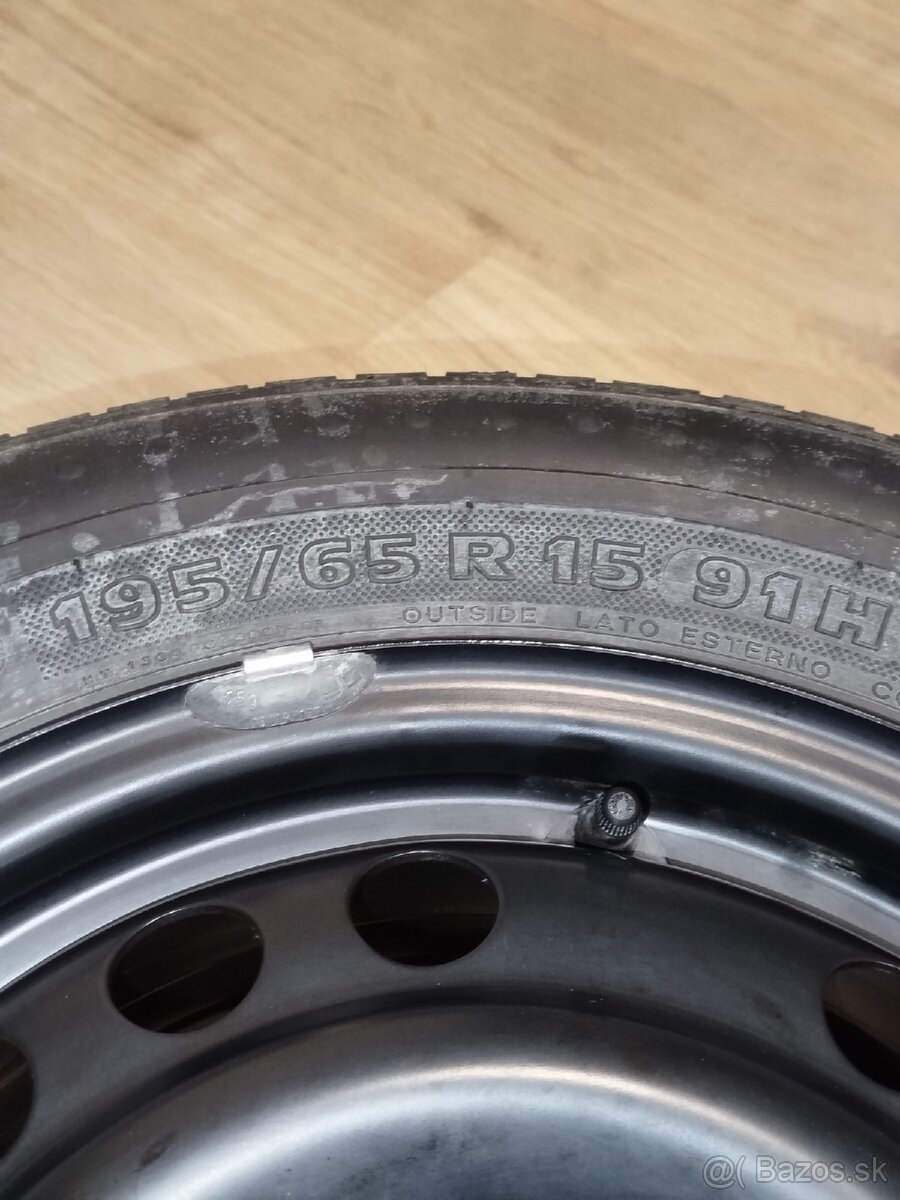 195/65 R 15 91H
OUTSIDE LATO ESTERNO
@( Bazos.sk